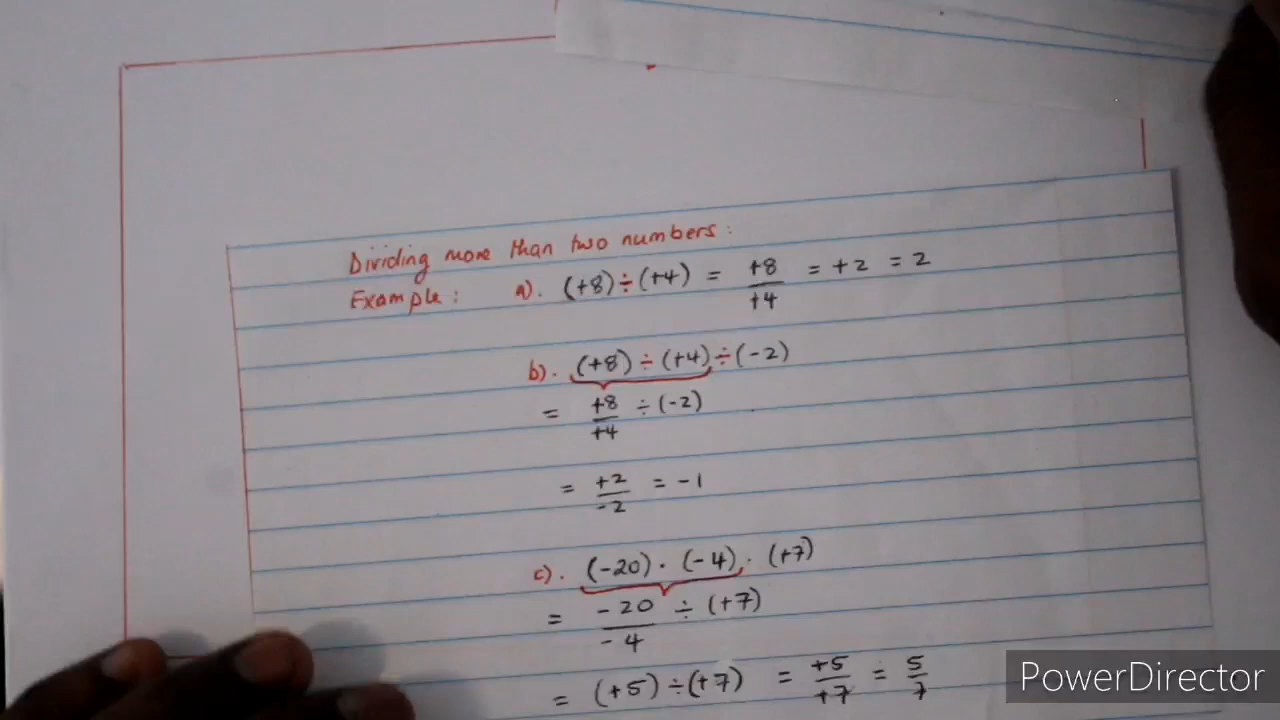 Dividing more than two numbers:
Example: a). (+8)÷(+4) = +8/+4 = +2 = 2
b). (+8) ÷ (+4) ÷ (-2)
= +8/+4 ÷ (-2)
= +2/-2 = -1
c). (-20) · (-4) · (+7)
= -20/-4 ÷ (+7)
= (+5) ÷ (+7) = +5/+7 = 5/7
PowerDirector